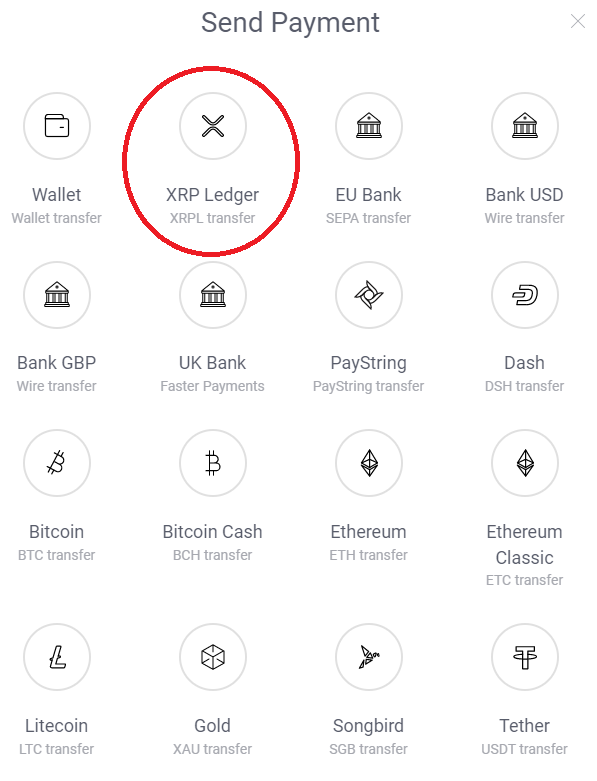 Send Payment
Wallet
Wallet transfer
XRP Ledger
XRPL transfer
EU Bank
SEPA transfer
Bank USD
Wire transfer
Bank GBP
Wire transfer
UK Bank
Faster Payments
PayString
PayString transfer
Dash
DSH transfer
Bitcoin
BTC transfer
Bitcoin Cash
BCH transfer
Ethereum
ETH transfer
Ethereum
Classic
ETC transfer
Litecoin
LTC transfer
Gold
XAU transfer
Songbird
SGB transfer
Tether
USDT transfer